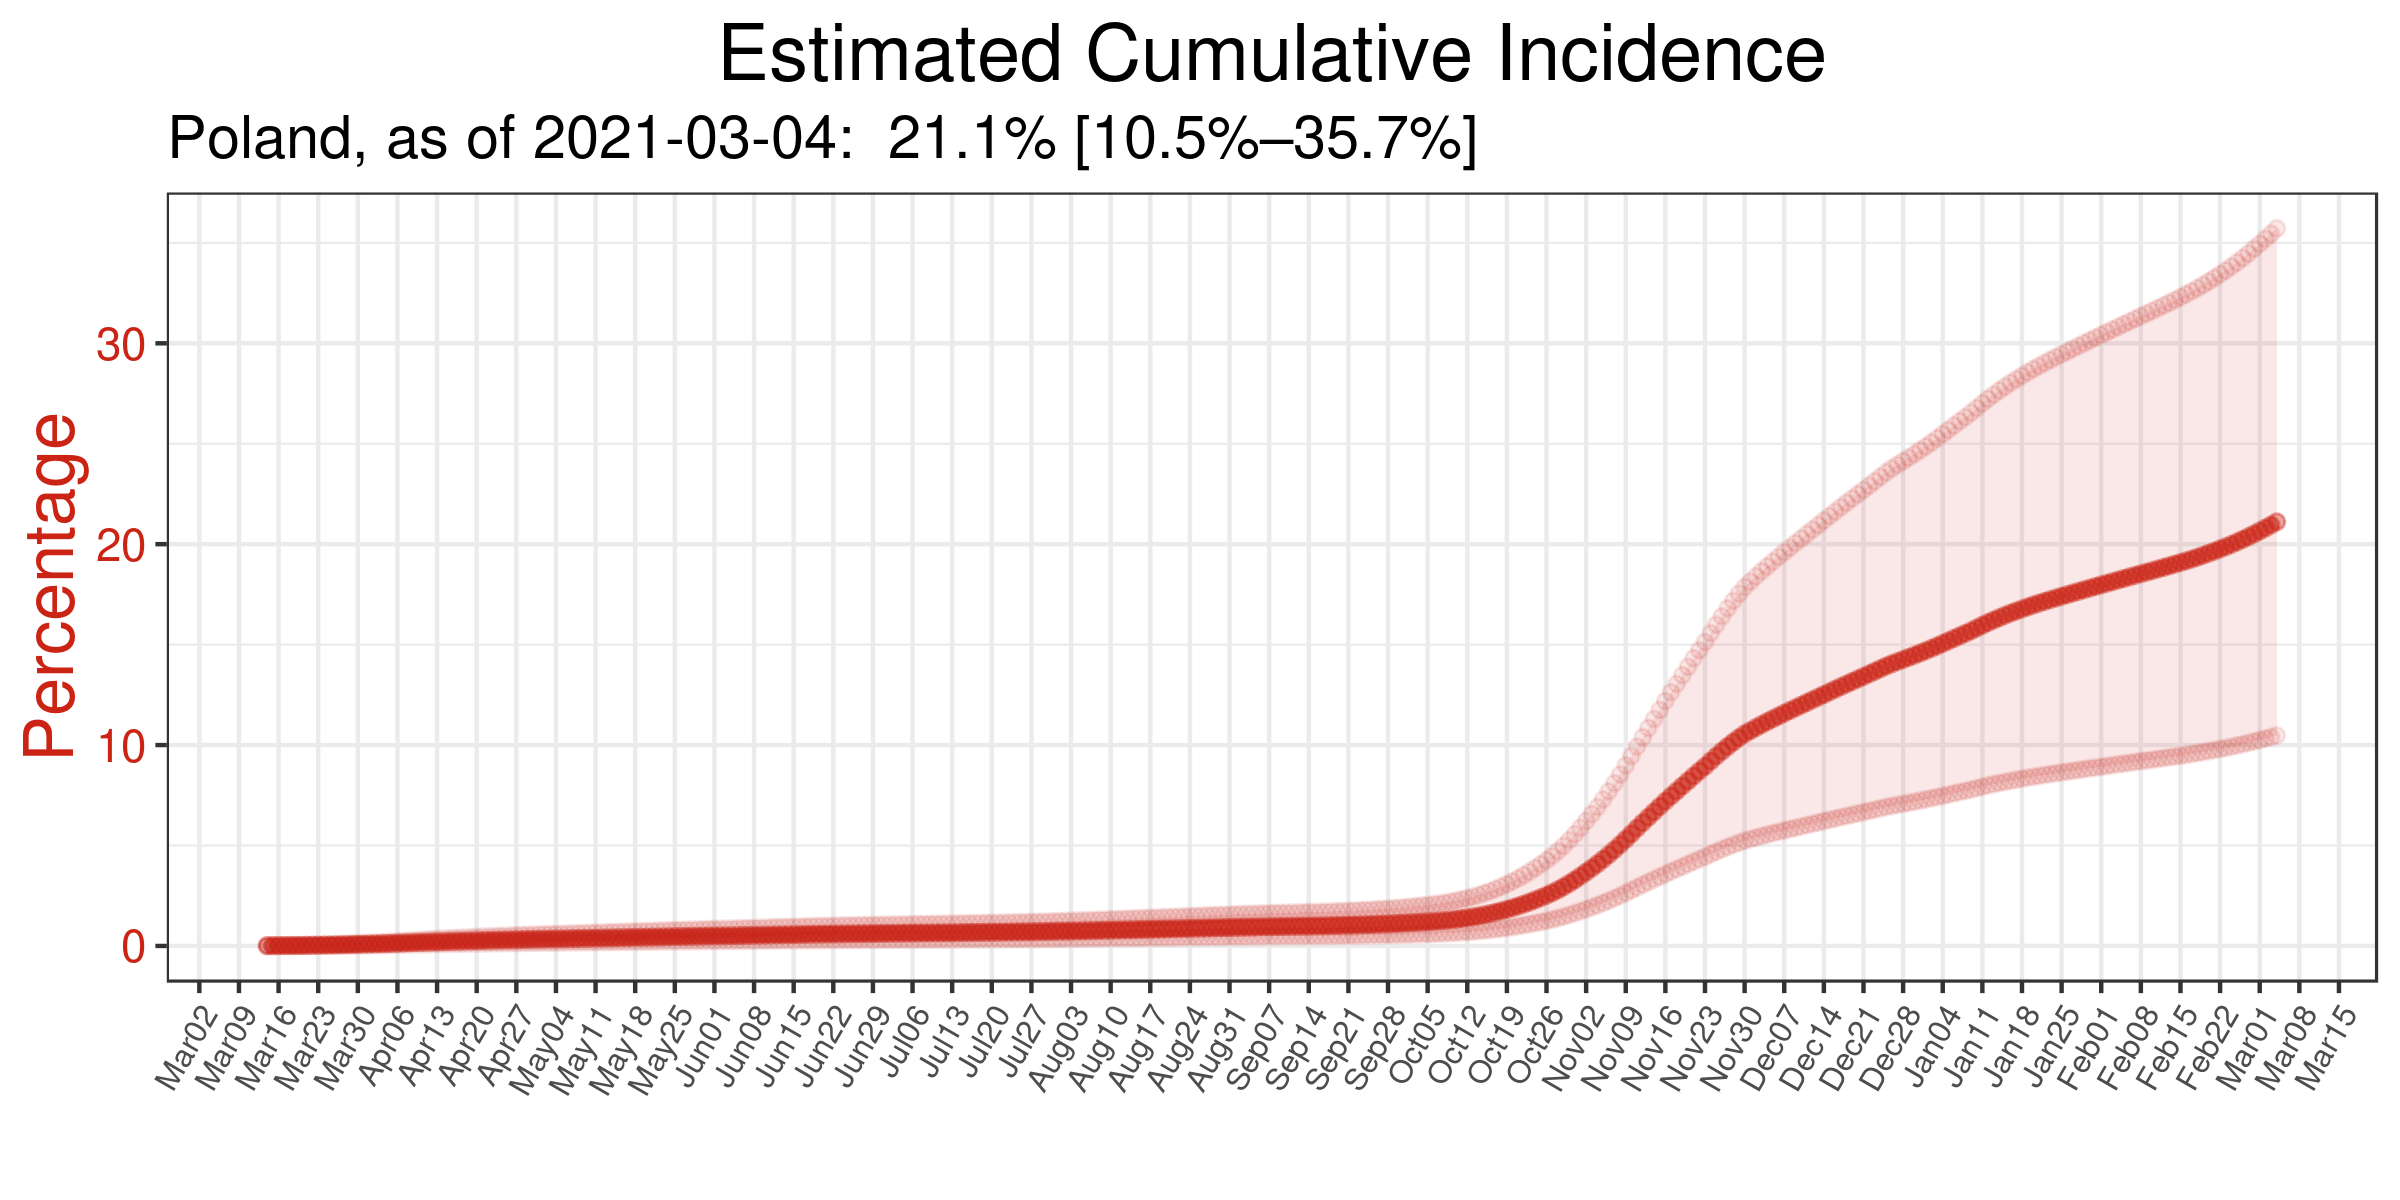 Estimated Cumulative Incidence
Poland, as of 2021-03-04:  21.1% [10.5%–35.7%]
Percentage
30
20
10
0
Mar02
Mar09
Mar16
Mar23
Mar30
Apr06
Apr13
Apr20
Apr27
May04
May11
May18
May25
Jun01
Jun08
Jun15
Jun22
Jun29
Jul06
Jul13
Jul20
Jul27
Aug03
Aug10
Aug17
Aug24
Aug31
Sep07
Sep14
Sep21
Sep28
Oct05
Oct12
Oct19
Oct26
Nov02
Nov09
Nov16
Nov23
Nov30
Dec07
Dec14
Dec21
Dec28
Jan04
Jan11
Jan18
Jan25
Feb01
Feb08
Feb15
Feb22
Mar01
Mar08
Mar15